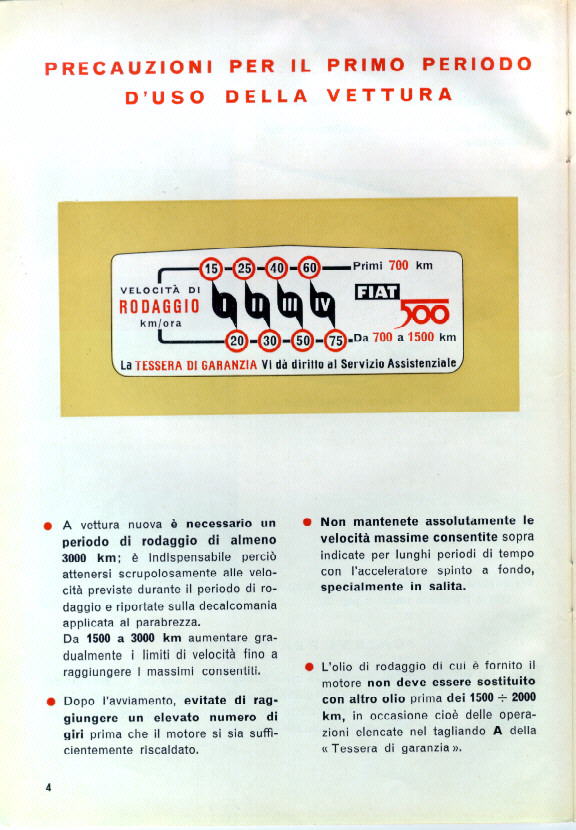 PRECAUZIONI PER IL PRIMO PERIODO
D'USO DELLA VETTURA
15 25 40 60 Primi 700 km
VELOCITÀ DI
RODAGGIO
km/ora
I II III IV
FIAT
500
20 30 50 75 Da 700 a 1500 km
La TESSERA DI GARANZIA Vi dà diritto al Servizio Assistenziale
• A vettura nuova è necessario un
periodo di rodaggio di almeno
3000 km; è indispensabile perciò
attenersi scrupolosamente alle velo-
cità previste durante il periodo di ro-
daggio e riportate sulla decalcomania
applicata al parabrezza.
Da 1500 a 3000 km aumentare gra-
dualmente i limiti di velocità fino a
raggiungere i massimi consentiti.
• Dopo l'avviamento, evitate di rag-
giungere un elevato numero di
giri prima che il motore si sia suffi-
cientemente riscaldato.
• Non mantenete assolutamente le
velocità massime consentite sopra
indicate per lunghi periodi di tempo
con l'acceleratore spinto a fondo,
specialmente in salita.
• L'olio di rodaggio di cui è fornito il
motore non deve essere sostituito
con altro olio prima dei 1500 ÷ 2000
km, in occasione cioè delle opera-
zioni elencate nel tagliando A della
« Tessera di garanzia ».
4